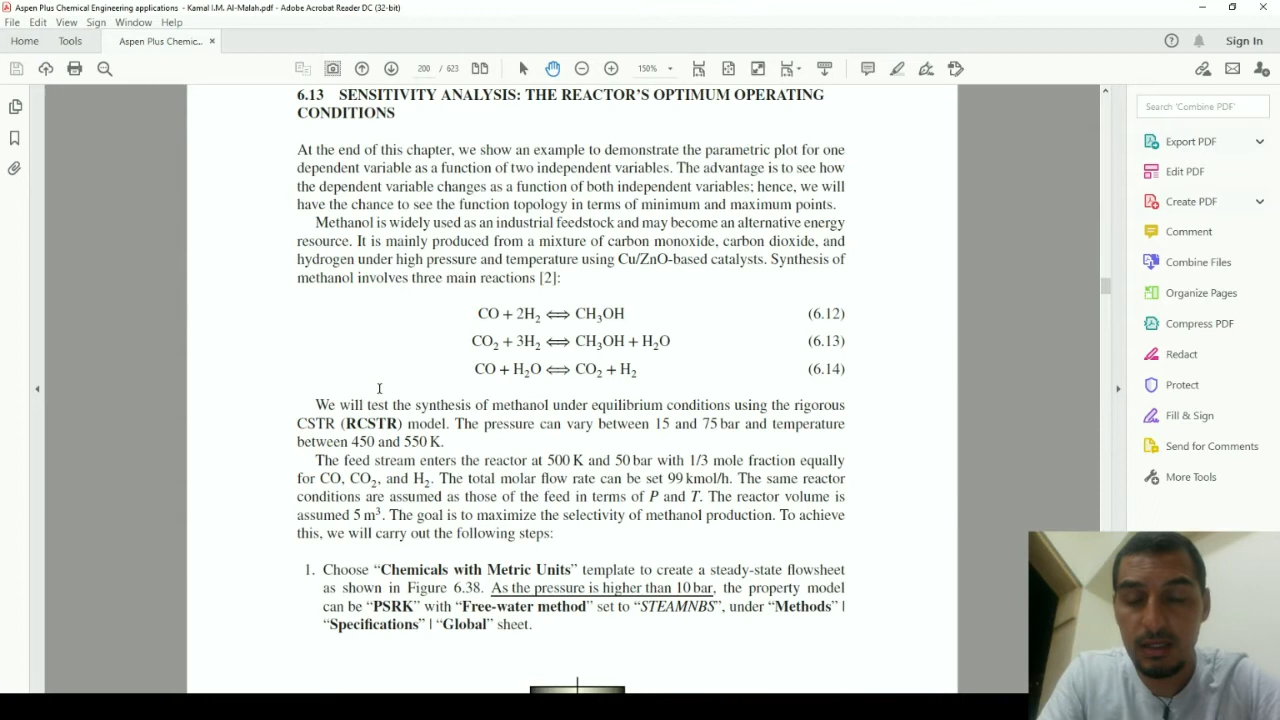 Aspen Plus Chemical Engineering applications - Kamal I.M. Al-Malah.pdf - Adobe Acrobat Reader DC (32-bit)
File Edit View Sign Window Help
Home Tools Aspen Plus Chemic... × Sign In
200 / 623 150%
6.13 SENSITIVITY ANALYSIS: THE REACTOR'S OPTIMUM OPERATING
CONDITIONS
At the end of this chapter, we show an example to demonstrate the parametric plot for one
dependent variable as a function of two independent variables. The advantage is to see how
the dependent variable changes as a function of both independent variables; hence, we will
have the chance to see the function topology in terms of minimum and maximum points.
Methanol is widely used as an industrial feedstock and may become an alternative energy
resource. It is mainly produced from a mixture of carbon monoxide, carbon dioxide, and
hydrogen under high pressure and temperature using Cu/ZnO-based catalysts. Synthesis of
methanol involves three main reactions [2]:
CO + 2H₂ ⟺ CH₃OH (6.12)
CO₂ + 3H₂ ⟺ CH₃OH + H₂O (6.13)
CO + H₂O ⟺ CO₂ + H₂ (6.14)
We will test the synthesis of methanol under equilibrium conditions using the rigorous
CSTR (RCSTR) model. The pressure can vary between 15 and 75 bar and temperature
between 450 and 550 K.
The feed stream enters the reactor at 500 K and 50 bar with 1/3 mole fraction equally
for CO, CO₂, and H₂. The total molar flow rate can be set 99 kmol/h. The same reactor
conditions are assumed as those of the feed in terms of P and T. The reactor volume is
assumed 5 m³. The goal is to maximize the selectivity of methanol production. To achieve
this, we will carry out the following steps:
1. Choose "Chemicals with Metric Units" template to create a steady-state flowsheet
as shown in Figure 6.38. As the pressure is higher than 10 bar, the property model
can be "PSRK" with "Free-water method" set to "STEAMNBS", under "Methods" |
"Specifications" | "Global" sheet.
Search 'Combine PDF'
Export PDF
Edit PDF
Create PDF
Comment
Combine Files
Organize Pages
Compress PDF
Redact
Protect
Fill & Sign
Send for Comments
More Tools